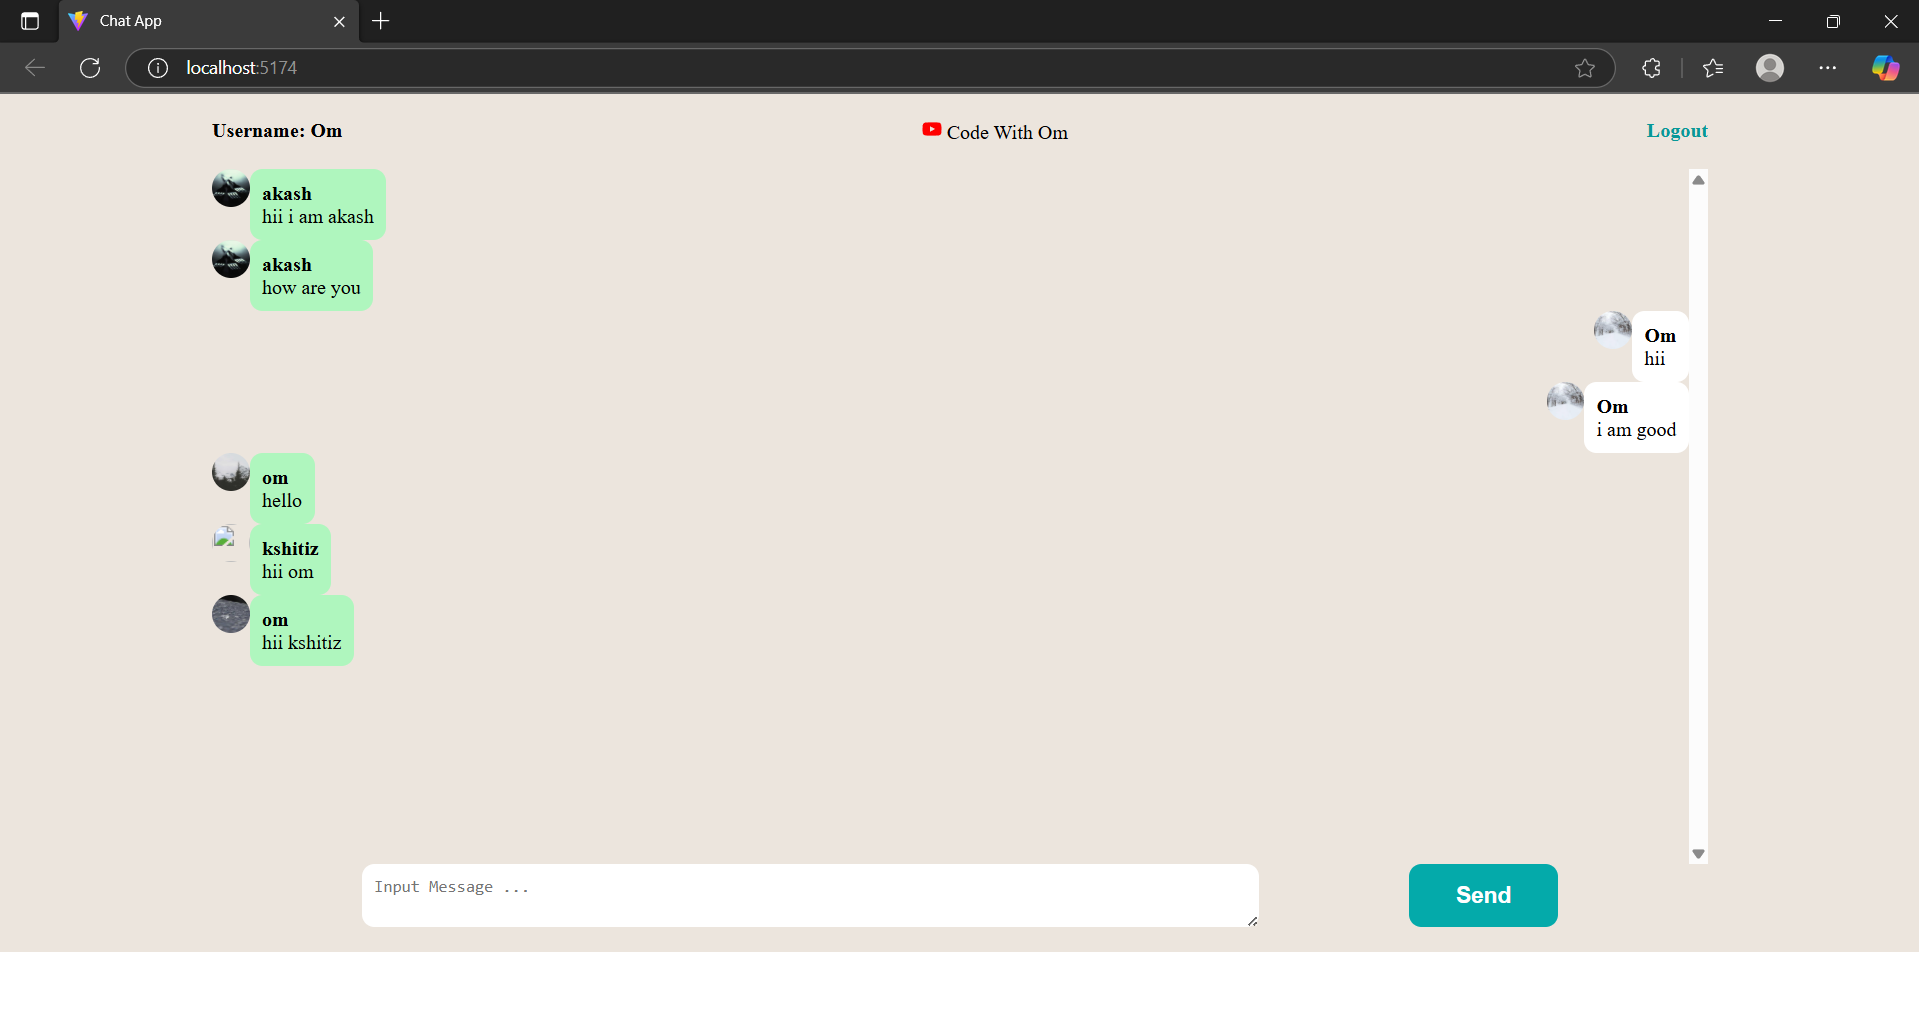 Chat App
localhost:5174
Username: Om
Code With Om
Logout
akash
hii i am akash
akash
how are you
Om
hii
Om
i am good
om
hello
kshitiz
hii om
om
hii kshitiz
Input Message ...
Send